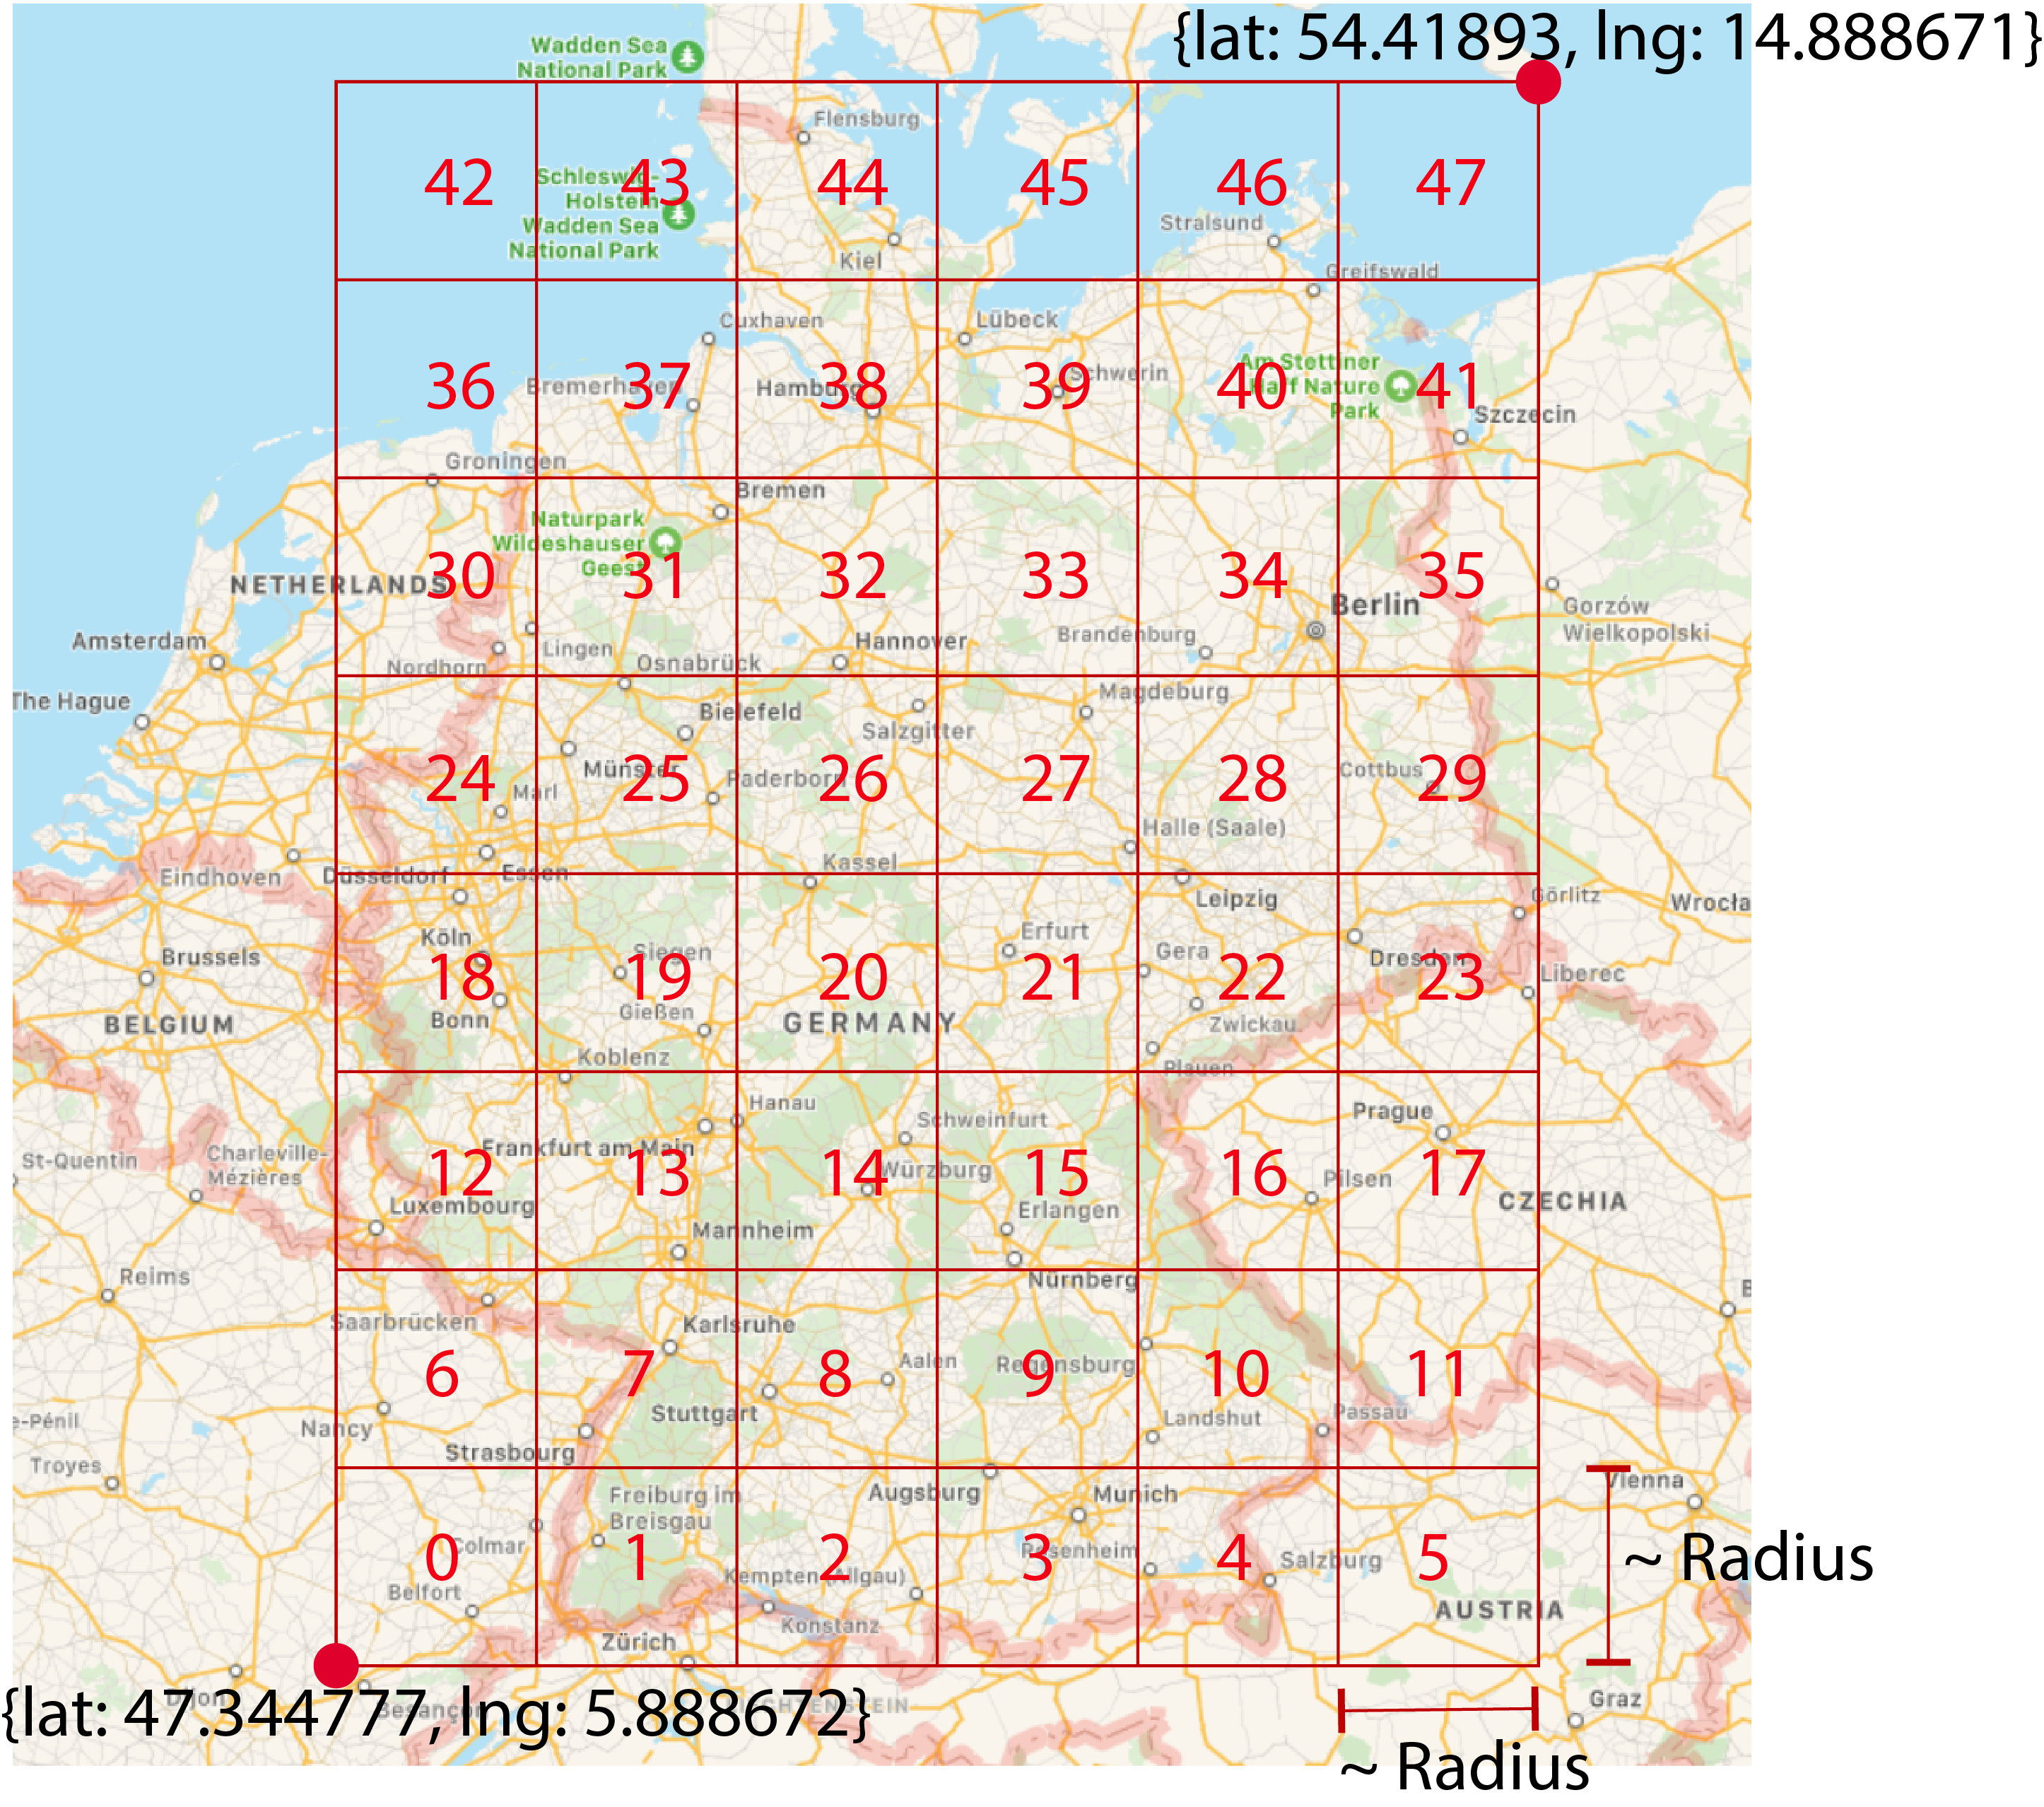 {lat: 54.41893, lng: 14.888671}
Wadden Sea
National Park
Flensburg
42
43
44
45
46
47
Schleswig-
Holstein
Wadden Sea
National Park
Stralsund
Kiel
Greifswald
Cuxhaven
Lübeck
36
Bremerhaven
37
Hamburg
38
39
Schwerin
40
Am Stettiner
Haff Nature
Park
41
Szczecin
Groningen
Bremen
Naturpark
Wildeshauser
Geest
NETHERLANDS
30
31
32
33
34
35
Berlin
Gorzów
Wielkopolski
Amsterdam
Nordhorn
Lingen
Osnabrück
Hannover
Brandenburg
The Hague
Bielefeld
Salzgitter
Magdeburg
24
Marl
Münster
25
Paderborn
26
27
28
Cottbus
29
Halle (Saale)
Eindhoven
Düsseldorf
Essen
Kassel
Leipzig
Görlitz
Wrocła
Brussels
Köln
18
Siegen
19
20
Erfurt
21
Gera
22
Dresden
23
Liberec
BELGIUM
Bonn
Gießen
GERMANY
Zwickau
Koblenz
Plauen
Hanau
Schweinfurt
Prague
St-Quentin
Charleville-
Mézières
Frankfurt am Main
12
13
14
Würzburg
15
16
Pilsen
17
CZECHIA
Luxembourg
Mannheim
Erlangen
Reims
Nürnberg
B
Saarbrücken
Karlsruhe
6
7
8
Aalen
Regensburg
9
10
11
e-Pénil
Nancy
Stuttgart
Landshut
Passau
Troyes
Strasbourg
Freiburg im
Breisgau
Augsburg
Munich
Vienna
0
Colmar
1
2
3
Rosenheim
4
Salzburg
5
~ Radius
Belfort
Kempten (Allgäu)
AUSTRIA
Zürich
Konstanz
Dijon
Besançon
Graz
{lat: 47.344777, lng: 5.888672}
~ Radius